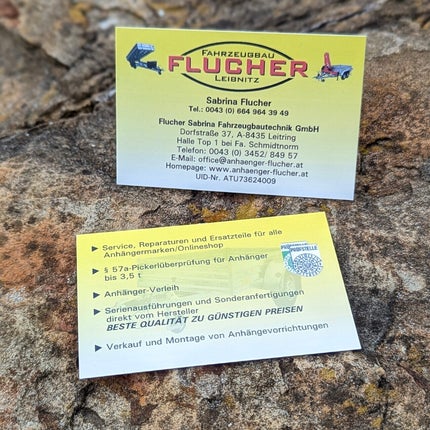 FAHRZEUGBAU
FLUCHER
LEIBNITZ
Sabrina Flucher
Tel.: 0043 (0) 664 964 39 49
Flucher Sabrina Fahrzeugbautechnik GmbH
Dorfstraße 37, A-8435 Leitring
Halle Top 1 bei Fa. Schmidtnorm
Telefon: 0043 (0) 3452/ 849 57
E-Mail: office@anhaenger-flucher.at
Homepage: www.anhaenger-flucher.at
UID-Nr. ATU73624009
► Service, Reparaturen und Ersatzteile für alle
Anhängermarken/Onlineshop
► § 57a-Pickerlüberprüfung für Anhänger
bis 3,5 t
► Anhänger-Verleih
► Serienausführungen und Sonderanfertigungen
direkt vom Hersteller
BESTE QUALITÄT ZU GÜNSTIGEN PREISEN
► Verkauf und Montage von Anhängevorrichtungen